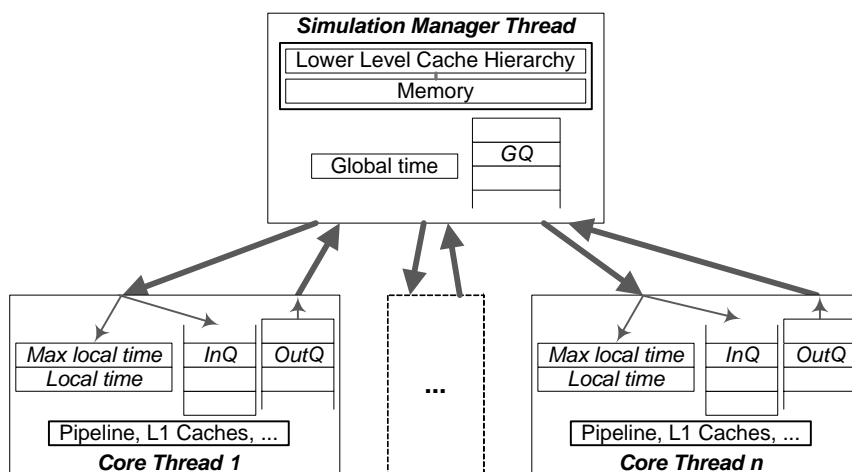 Simulation Manager Thread
Lower Level Cache Hierarchy
Memory
GQ
Global time
Max local time
Local time
InQ
OutQ
Pipeline, L1 Caches, ...
Core Thread 1
...
Max local time
Local time
InQ
OutQ
Pipeline, L1 Caches, ...
Core Thread n